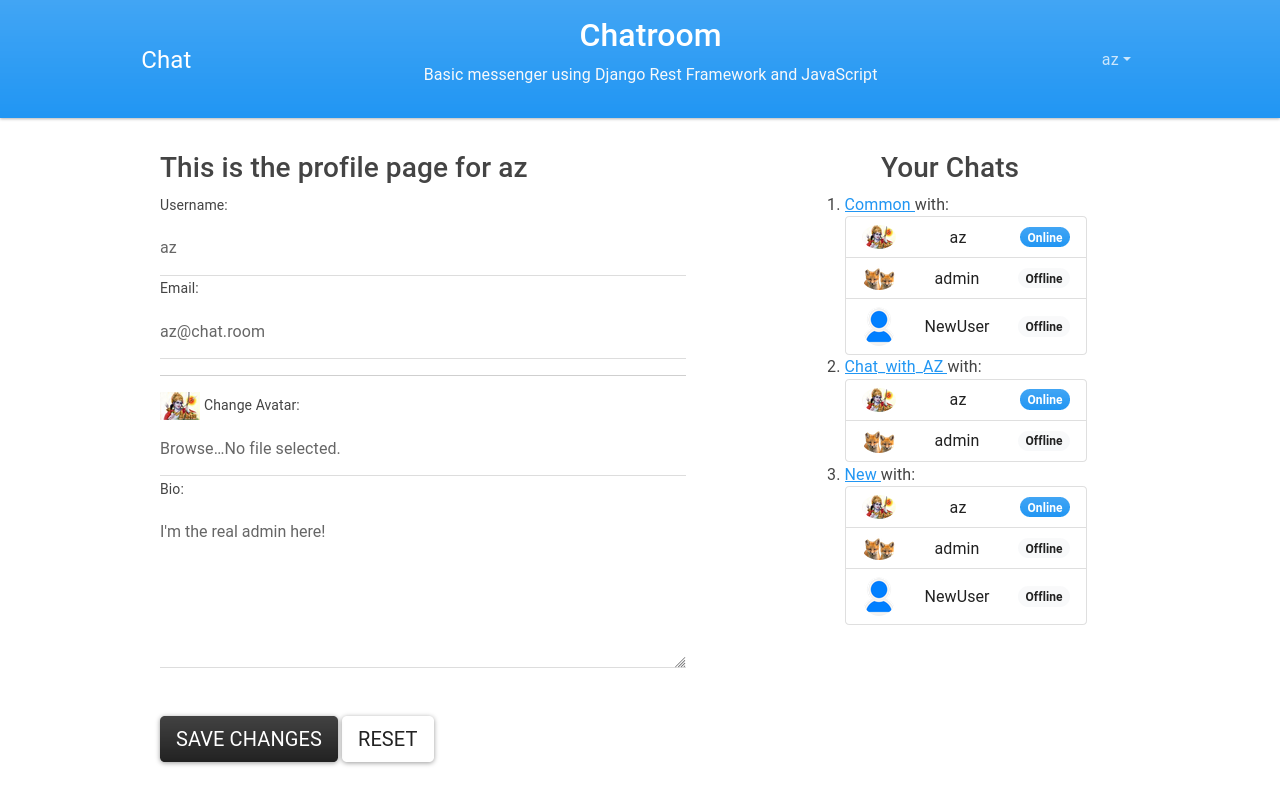 Chat
Chatroom
Basic messenger using Django Rest Framework and JavaScript
az
This is the profile page for az
Username:
az
Email:
az@chat.room
Change Avatar:
Browse…No file selected.
Bio:
I'm the real admin here!
SAVE CHANGES
RESET
Your Chats
1. Common with:
az Online
admin Offline
NewUser Offline
2. Chat_with_AZ with:
az Online
admin Offline
3. New with:
az Online
admin Offline
NewUser Offline